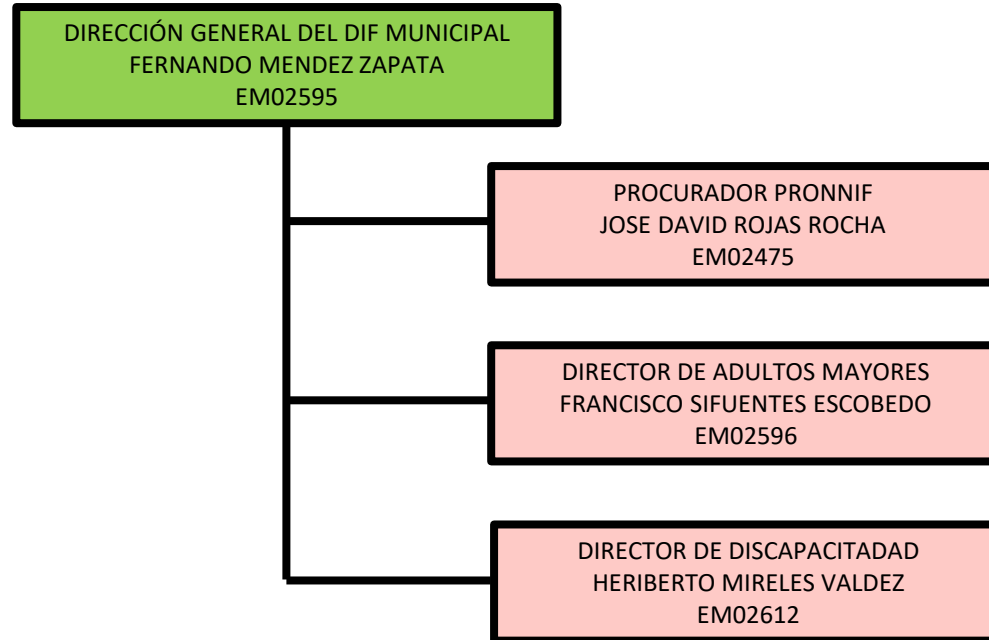 DIRECCIÓN GENERAL DEL DIF MUNICIPAL
FERNANDO MENDEZ ZAPATA
EM02595
PROCURADOR PRONNIF
JOSE DAVID ROJAS ROCHA
EM02475
DIRECTOR DE ADULTOS MAYORES
FRANCISCO SIFUENTES ESCOBEDO
EM02596
DIRECTOR DE DISCAPACITADAD
HERIBERTO MIRELES VALDEZ
EM02612